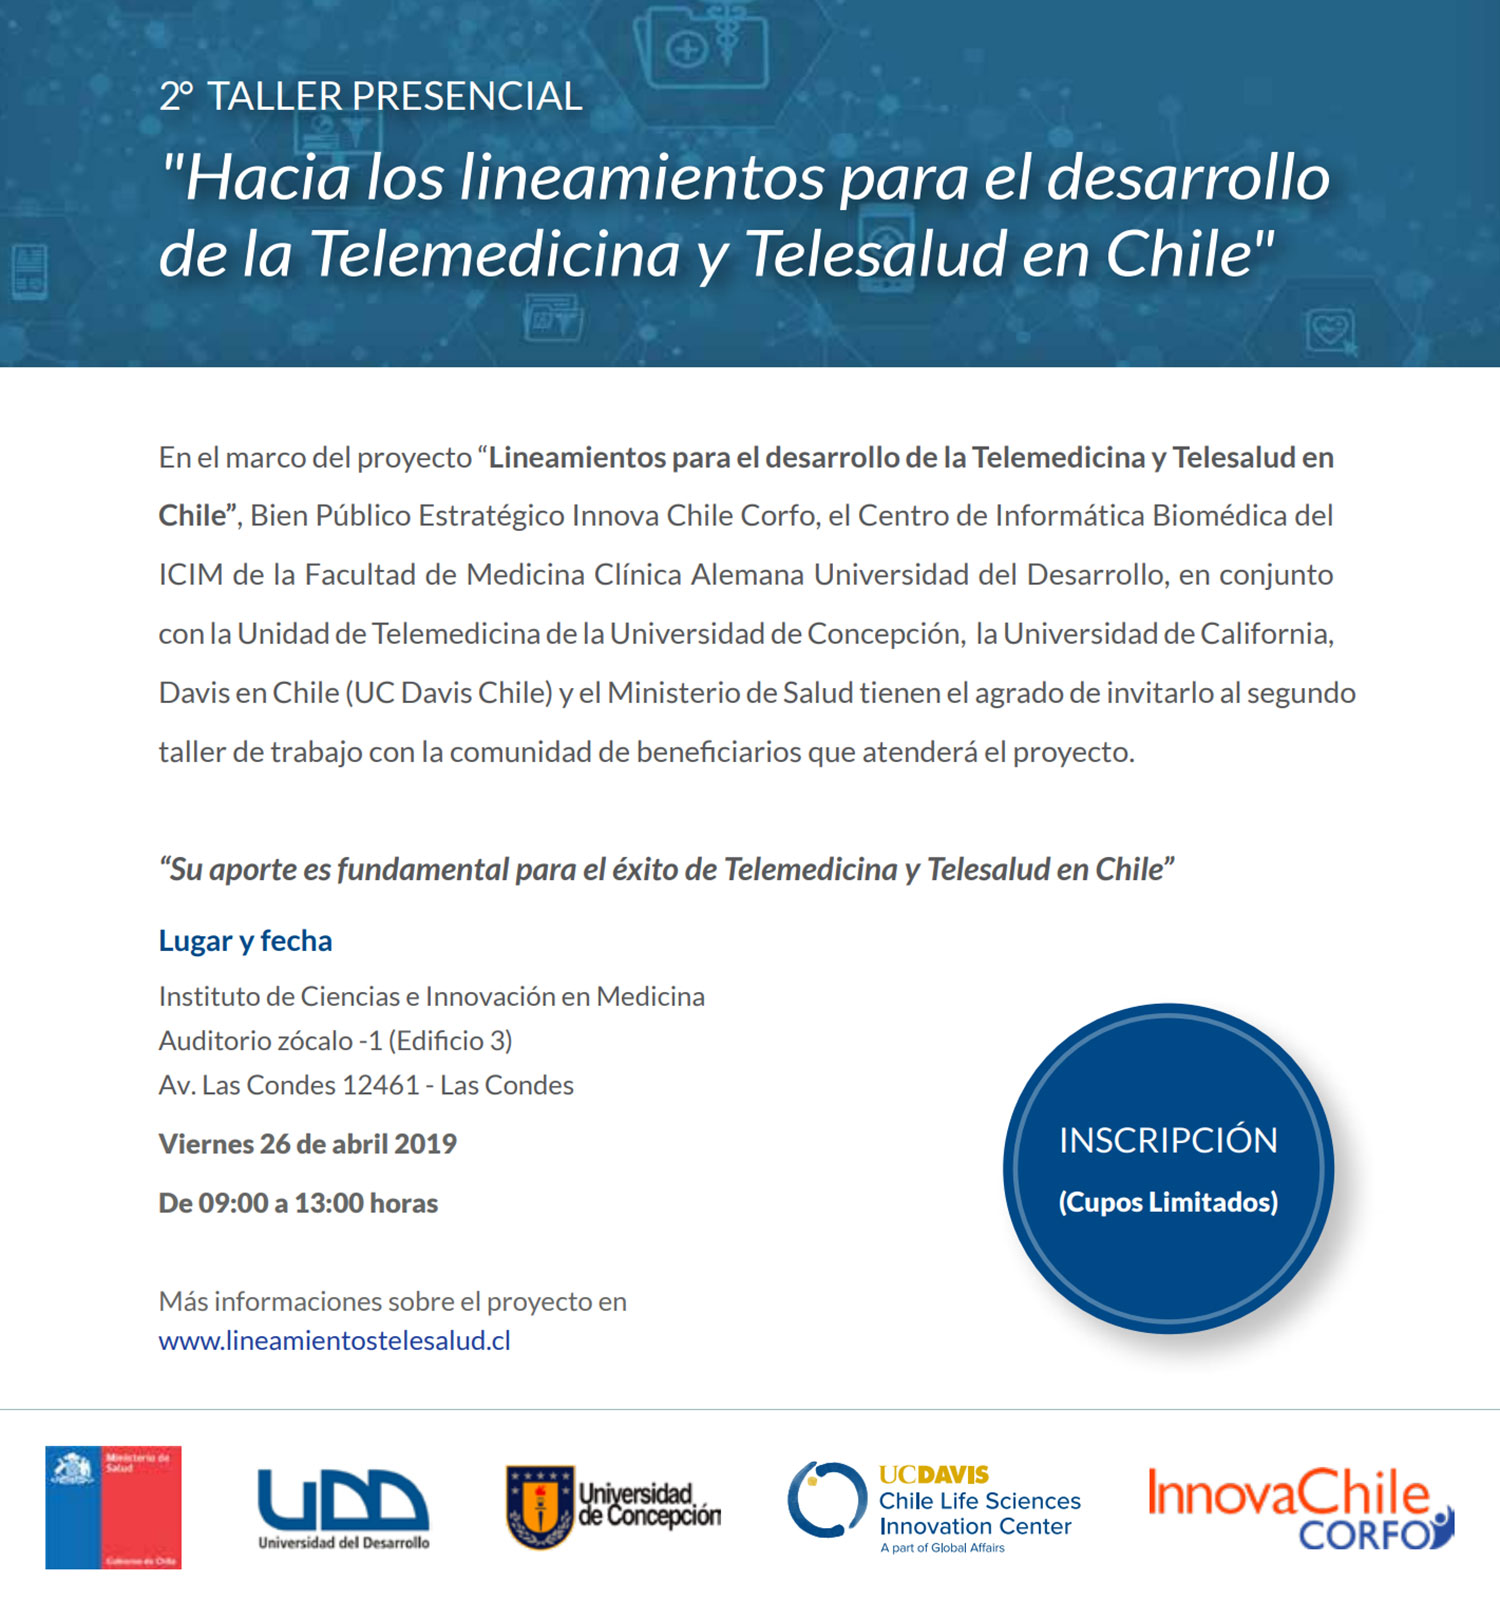 2° TALLER PRESENCIAL
"Hacia los lineamientos para el desarrollo
de la Telemedicina y Telesalud en Chile"
En el marco del proyecto “Lineamientos para el desarrollo de la Telemedicina y Telesalud en
Chile”, Bien Público Estratégico Innova Chile Corfo, el Centro de Informática Biomédica del
ICIM de la Facultad de Medicina Clínica Alemana Universidad del Desarrollo, en conjunto
con la Unidad de Telemedicina de la Universidad de Concepción, la Universidad de California,
Davis en Chile (UC Davis Chile) y el Ministerio de Salud tienen el agrado de invitarlo al segundo
taller de trabajo con la comunidad de beneficiarios que atenderá el proyecto.
“Su aporte es fundamental para el éxito de Telemedicina y Telesalud en Chile”
Lugar y fecha
Instituto de Ciencias e Innovación en Medicina
Auditorio zócalo -1 (Edificio 3)
Av. Las Condes 12461 - Las Condes
Viernes 26 de abril 2019
De 09:00 a 13:00 horas
INSCRIPCIÓN
(Cupos Limitados)
Más informaciones sobre el proyecto en
www.lineamientostelesalud.cl
Ministerio de
Salud
Gobierno de Chile
UDD
Universidad del Desarrollo
Universidad
de Concepción
UCDAVIS
Chile Life Sciences
Innovation Center
A part of Global Affairs
InnovaChile
CORFO